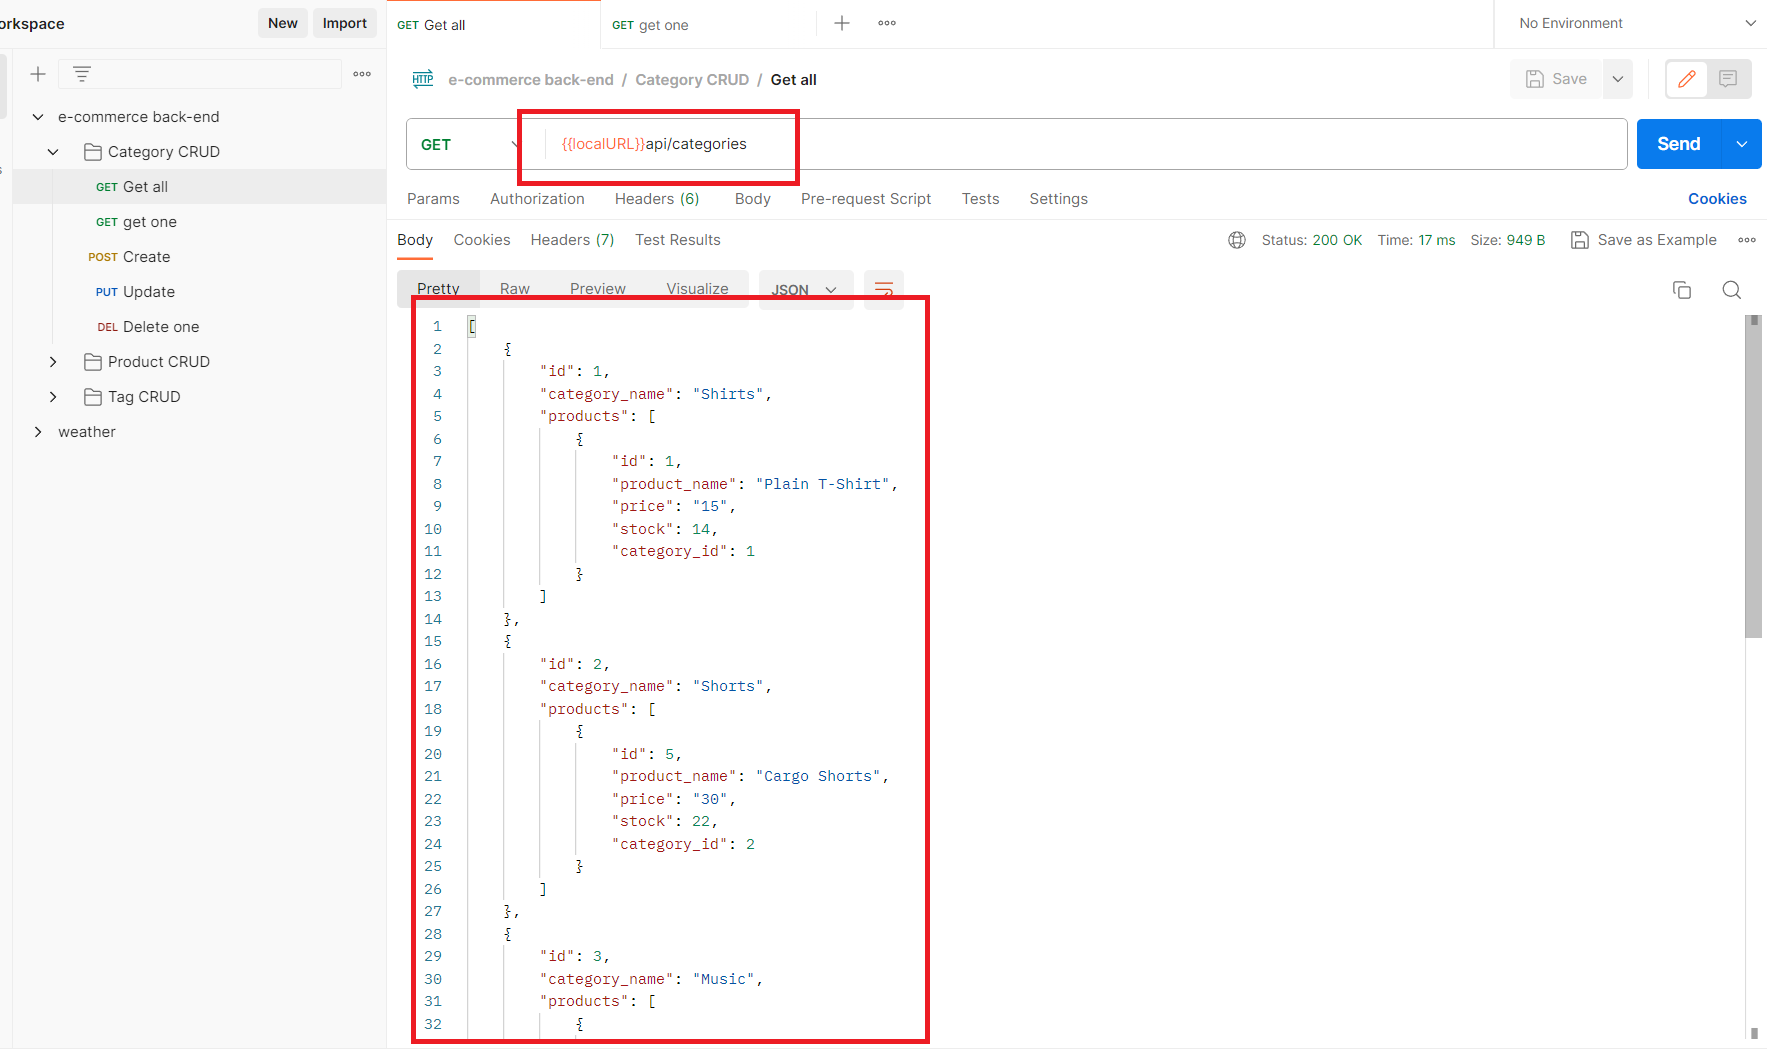 orkspace
New
Import
GET Get all
GET get one
No Environment
HTTP e-commerce back-end / Category CRUD / Get all
Save
e-commerce back-end
Category CRUD
GET Get all
GET get one
POST Create
PUT Update
DEL Delete one
Product CRUD
Tag CRUD
weather
GET
{{localURL}}api/categories
Send
Params Authorization Headers (6) Body Pre-request Script Tests Settings
Cookies
Body Cookies Headers (7) Test Results
Status: 200 OK Time: 17 ms Size: 949 B Save as Example
Pretty Raw Preview Visualize JSON
1 [
2 {
3 "id": 1,
4 "category_name": "Shirts",
5 "products": [
6 {
7 "id": 1,
8 "product_name": "Plain T-Shirt",
9 "price": "15",
10 "stock": 14,
11 "category_id": 1
12 }
13 ]
14 },
15 {
16 "id": 2,
17 "category_name": "Shorts",
18 "products": [
19 {
20 "id": 5,
21 "product_name": "Cargo Shorts",
22 "price": "30",
23 "stock": 22,
24 "category_id": 2
25 }
26 ]
27 },
28 {
29 "id": 3,
30 "category_name": "Music",
31 "products": [
32 {